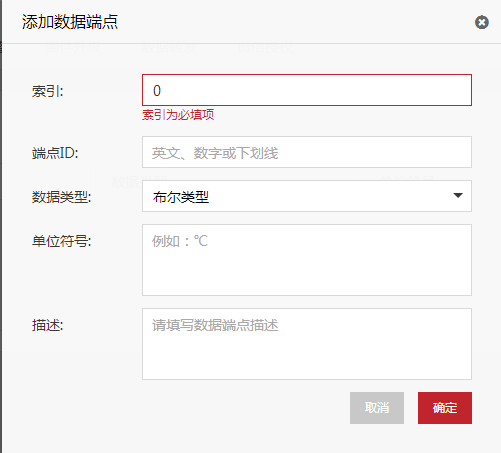 添加数据端点
索引:
0
索引为必填项
端点ID:
英文、数字或下划线
数据类型:
布尔类型
单位符号:
例如：℃
描述:
请填写数据端点描述
取消
确定